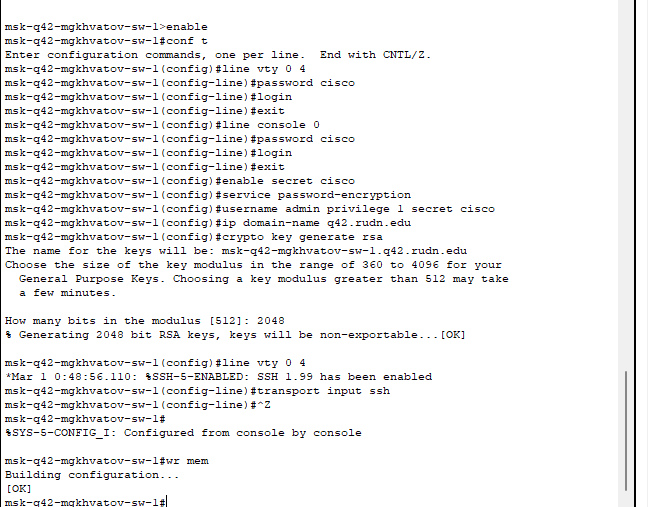 msk-q42-mgkhvatov-sw-1>enable
msk-q42-mgkhvatov-sw-1#conf t
Enter configuration commands, one per line.  End with CNTL/Z.
msk-q42-mgkhvatov-sw-1(config)#line vty 0 4
msk-q42-mgkhvatov-sw-1(config-line)#password cisco
msk-q42-mgkhvatov-sw-1(config-line)#login
msk-q42-mgkhvatov-sw-1(config-line)#exit
msk-q42-mgkhvatov-sw-1(config)#line console 0
msk-q42-mgkhvatov-sw-1(config-line)#password cisco
msk-q42-mgkhvatov-sw-1(config-line)#login
msk-q42-mgkhvatov-sw-1(config-line)#exit
msk-q42-mgkhvatov-sw-1(config)#enable secret cisco
msk-q42-mgkhvatov-sw-1(config)#service password-encryption
msk-q42-mgkhvatov-sw-1(config)#username admin privilege 1 secret cisco
msk-q42-mgkhvatov-sw-1(config)#ip domain-name q42.rudn.edu
msk-q42-mgkhvatov-sw-1(config)#crypto key generate rsa
The name for the keys will be: msk-q42-mgkhvatov-sw-1.q42.rudn.edu
Choose the size of the key modulus in the range of 360 to 4096 for your
  General Purpose Keys. Choosing a key modulus greater than 512 may take
  a few minutes.

How many bits in the modulus [512]: 2048
% Generating 2048 bit RSA keys, keys will be non-exportable...[OK]

msk-q42-mgkhvatov-sw-1(config)#line vty 0 4
*Mar 1 0:48:56.110: %SSH-5-ENABLED: SSH 1.99 has been enabled
msk-q42-mgkhvatov-sw-1(config-line)#transport input ssh
msk-q42-mgkhvatov-sw-1(config-line)#^Z
msk-q42-mgkhvatov-sw-1#
%SYS-5-CONFIG_I: Configured from console by console

msk-q42-mgkhvatov-sw-1#wr mem
Building configuration...
[OK]
msk-q42-mgkhvatov-sw-1#